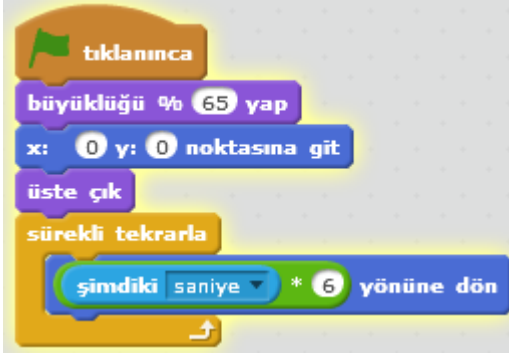 tıklanınca
büyüklüğü % 65 yap
x: 0 y: 0 noktasına git
üste çık
sürekli tekrarla
şimdiki saniye * 6 yönüne dön